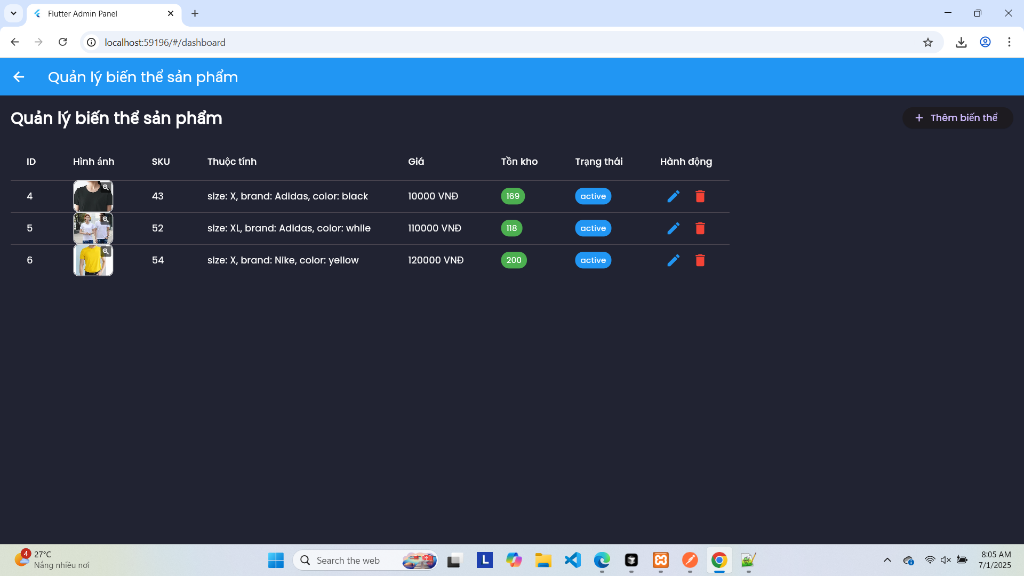 Flutter Admin Panel
localhost:59196/#/dashboard
Quản lý biến thể sản phẩm
Quản lý biến thể sản phẩm
+ Thêm biến thể
ID Hình ảnh SKU Thuộc tính Giá Tồn kho Trạng thái Hành động
4 43 size: X, brand: Adidas, color: black 10000 VNĐ 169 active
5 52 size: XL, brand: Adidas, color: while 110000 VNĐ 118 active
6 54 size: X, brand: Nike, color: yellow 120000 VNĐ 200 active
4
27°C
Nắng nhiều nơi
Search the web
L
8:05 AM
7/1/2025